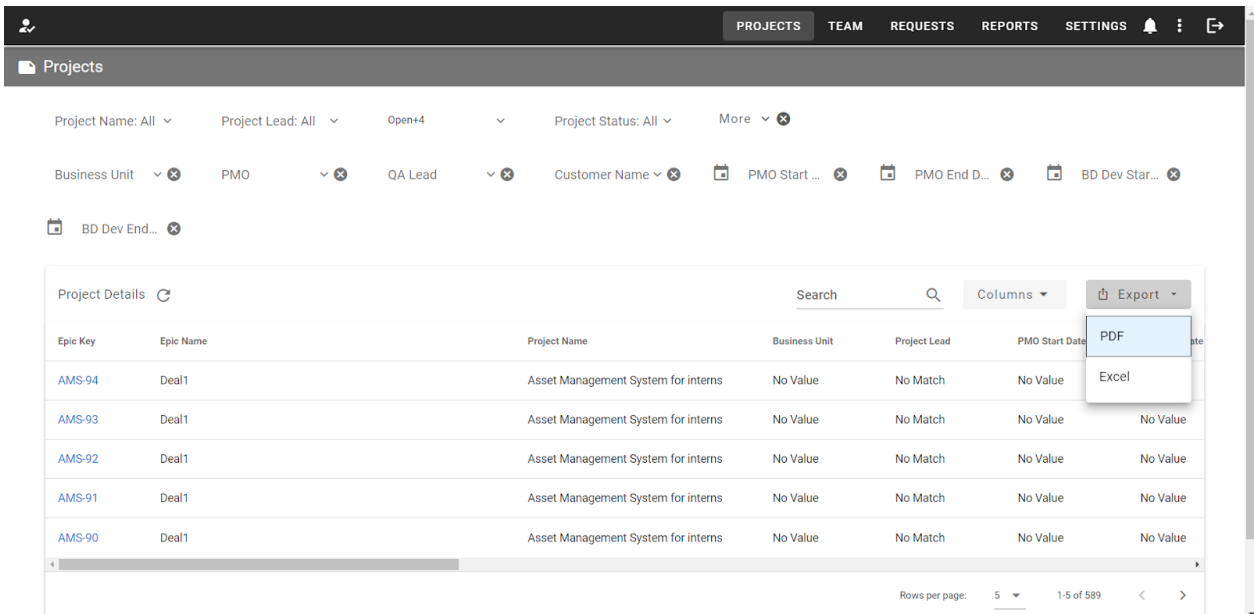 PROJECTS TEAM REQUESTS REPORTS SETTINGS
Projects
Project Name: All Project Lead: All Open+4 Project Status: All More
Business Unit PMO QA Lead Customer Name PMO Start ... PMO End D... BD Dev Star...
BD Dev End...
Project Details Search Columns Export
PDF
Excel
Epic Key Epic Name Project Name Business Unit Project Lead PMO Start Date ate
AMS-94 Deal1 Asset Management System for interns No Value No Match No Value
AMS-93 Deal1 Asset Management System for interns No Value No Match No Value No Value
AMS-92 Deal1 Asset Management System for interns No Value No Match No Value No Value
AMS-91 Deal1 Asset Management System for interns No Value No Match No Value No Value
AMS-90 Deal1 Asset Management System for interns No Value No Match No Value No Value
Rows per page: 5 1-5 of 589